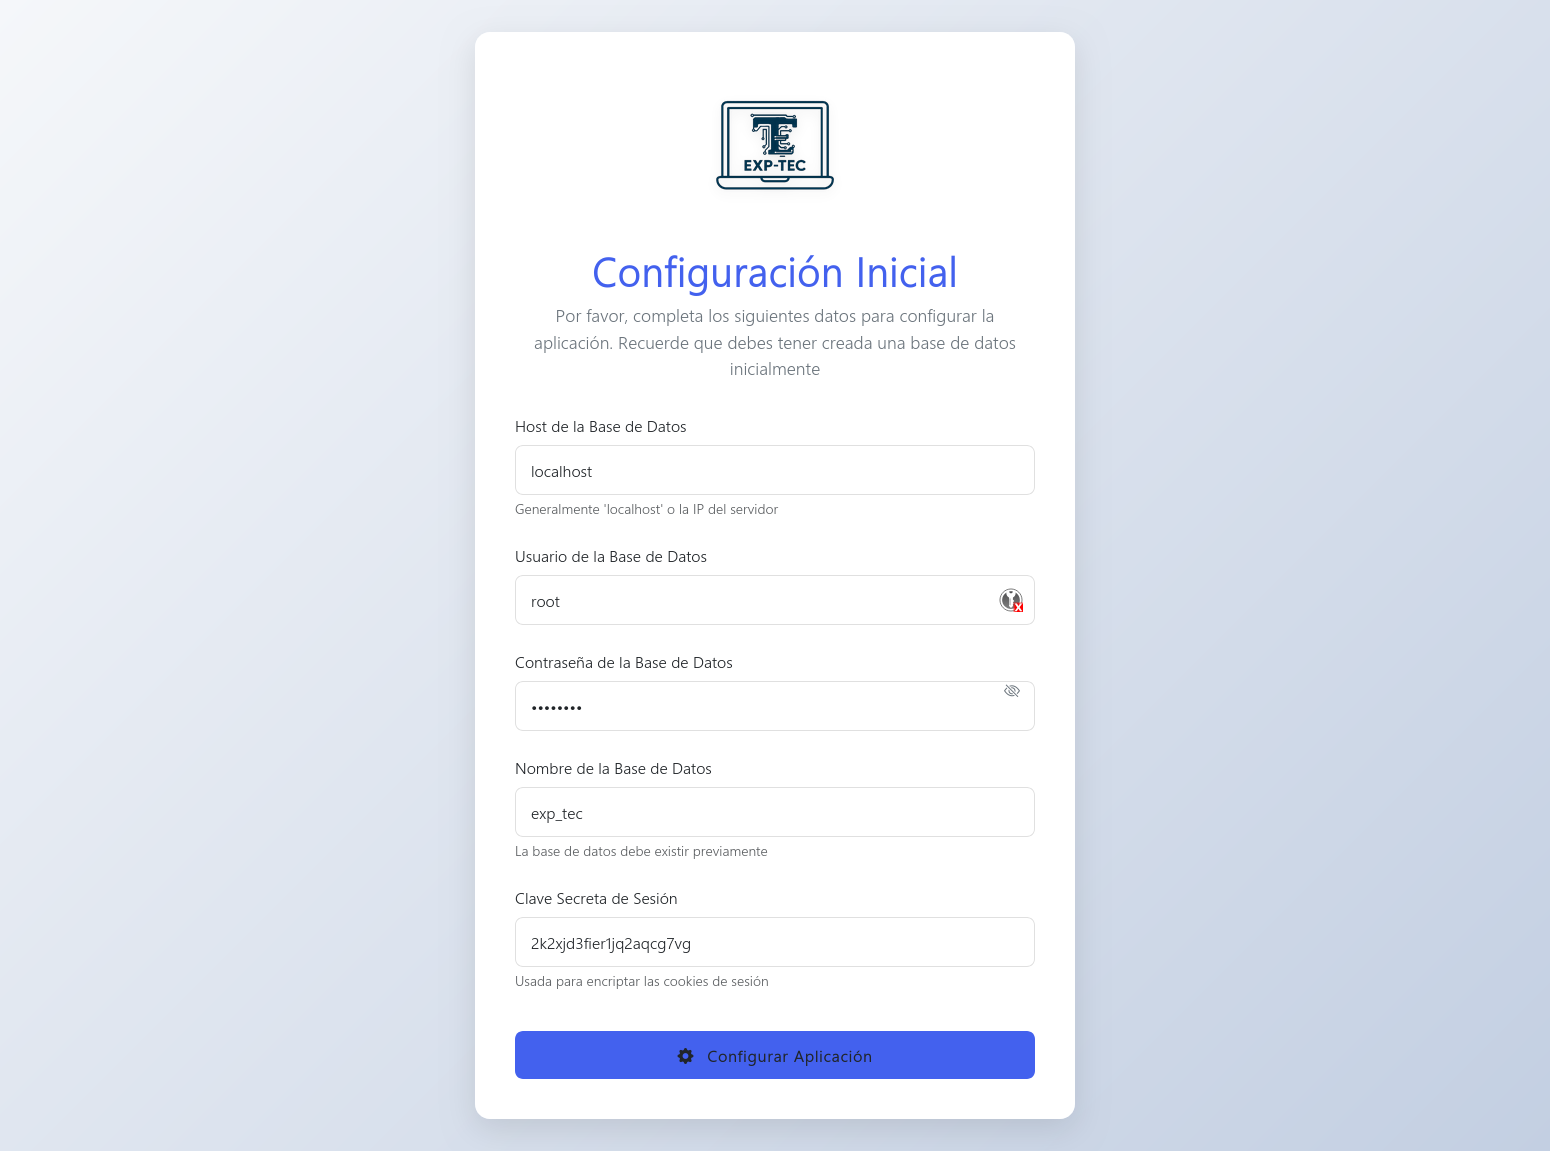 TE
EXP-TEC
Configuración Inicial
Por favor, completa los siguientes datos para configurar la
aplicación. Recuerde que debes tener creada una base de datos
inicialmente
Host de la Base de Datos
localhost
Generalmente 'localhost' o la IP del servidor
Usuario de la Base de Datos
root
Contraseña de la Base de Datos
••••••••
Nombre de la Base de Datos
exp_tec
La base de datos debe existir previamente
Clave Secreta de Sesión
2k2xjd3fier1jq2aqcg7vg
Usada para encriptar las cookies de sesión
Configurar Aplicación